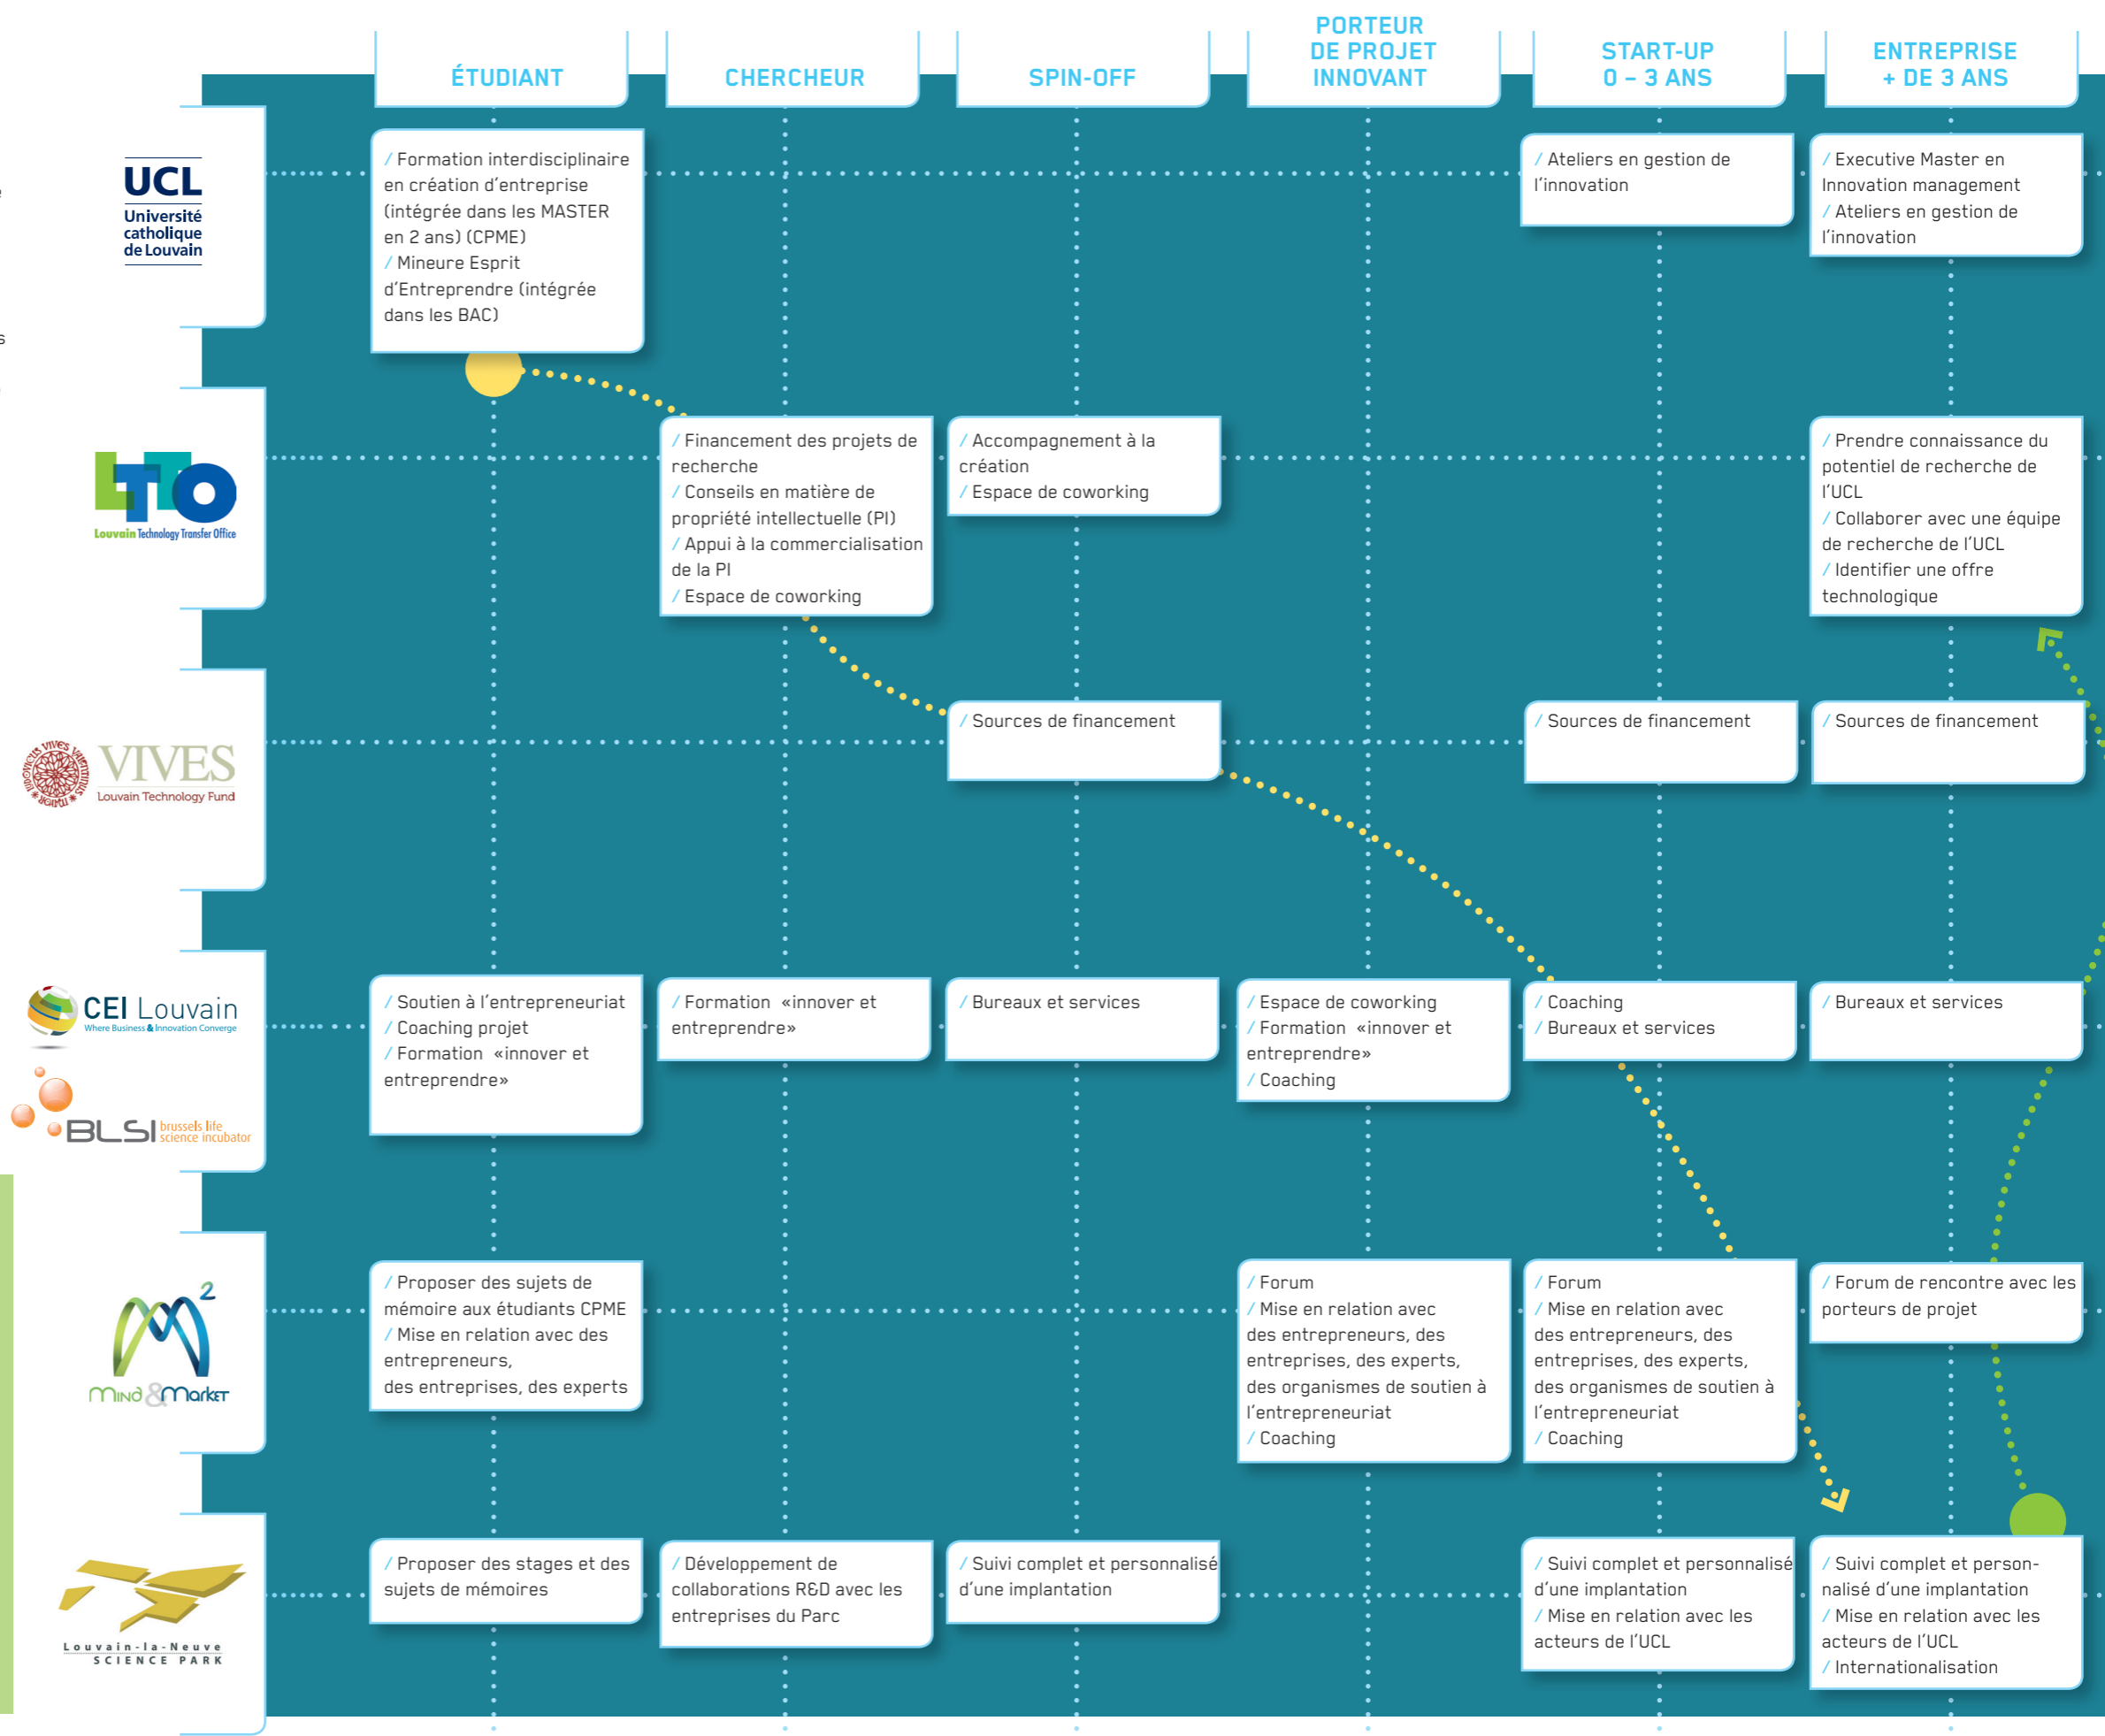 ÉTUDIANT
CHERCHEUR
SPIN-OFF
PORTEUR
DE PROJET
INNOVANT
START-UP
0 – 3 ANS
ENTREPRISE
+ DE 3 ANS
UCL
Université
catholique
de Louvain
/ Formation interdisciplinaire
en création d'entreprise
(intégrée dans les MASTER
en 2 ans) (CPME)
/ Mineure Esprit
d'Entreprendre (intégrée
dans les BAC)
/ Ateliers en gestion de
l'innovation
/ Executive Master en
Innovation management
/ Ateliers en gestion de
l'innovation
LTTO
Louvain Technology Transfer Office
/ Financement des projets de
recherche
/ Conseils en matière de
propriété intellectuelle (PI)
/ Appui à la commercialisation
de la PI
/ Espace de coworking
/ Accompagnement à la
création
/ Espace de coworking
/ Prendre connaissance du
potentiel de recherche de
l'UCL
/ Collaborer avec une équipe
de recherche de l'UCL
/ Identifier une offre
technologique
VIVES
Louvain Technology Fund
/ Sources de financement
/ Sources de financement
/ Sources de financement
CEI Louvain
Where Business & Innovation Converge
BLSI brussels life
science incubator
/ Soutien à l'entrepreneuriat
/ Coaching projet
/ Formation «innover et
entreprendre»
/ Formation «innover et
entreprendre»
/ Bureaux et services
/ Espace de coworking
/ Formation «innover et
entreprendre»
/ Coaching
/ Coaching
/ Bureaux et services
/ Bureaux et services
M2
Mind & Market
/ Proposer des sujets de
mémoire aux étudiants CPME
/ Mise en relation avec des
entrepreneurs,
des entreprises, des experts
/ Forum
/ Mise en relation avec
des entrepreneurs, des
entreprises, des experts,
des organismes de soutien à
l'entrepreneuriat
/ Coaching
/ Forum
/ Mise en relation avec
des entrepreneurs, des
entreprises, des experts,
des organismes de soutien à
l'entrepreneuriat
/ Coaching
/ Forum de rencontre avec les
porteurs de projet
Louvain-la-Neuve
SCIENCE PARK
/ Proposer des stages et des
sujets de mémoires
/ Développement de
collaborations R&D avec les
entreprises du Parc
/ Suivi complet et personnalisé
d'une implantation
/ Suivi complet et personnalisé
d'une implantation
/ Mise en relation avec les
acteurs de l'UCL
/ Suivi complet et person-
nalisé d'une implantation
/ Mise en relation avec les
acteurs de l'UCL
/ Internationalisation